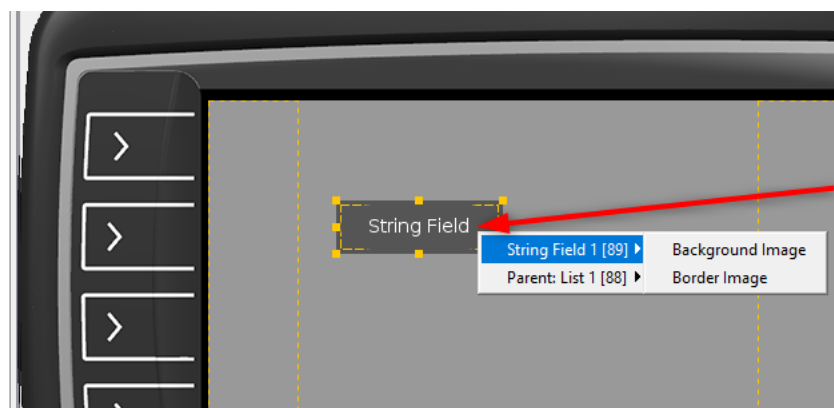 String Field
String Field 1 [89] Background Image
Parent: List 1 [88] Border Image